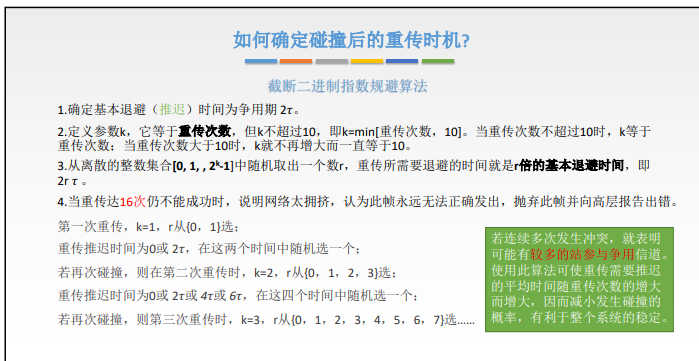 如何确定碰撞后的重传时机?
截断二进制指数规避算法
1.确定基本退避（推迟）时间为争用期 2τ。
2.定义参数k，它等于重传次数，但k不超过10，即k=min[重传次数，10]。当重传次数不超过10时，k等于
重传次数；当重传次数大于10时，k就不再增大而一直等于10。
3.从离散的整数集合[0, 1, , 2ᵏ-1]中随机取出一个数r，重传所需要退避的时间就是r倍的基本退避时间，即
2r τ 。
4.当重传达16次仍不能成功时，说明网络太拥挤，认为此帧永远无法正确发出，抛弃此帧并向高层报告出错。
第一次重传，k=1，r从{0，1}选；
重传推迟时间为0或 2τ，在这两个时间中随机选一个；
若再次碰撞，则在第二次重传时，k=2，r从{0，1，2，3}选；
重传推迟时间为0或 2τ或 4τ或 6τ，在这四个时间中随机选一个；
若再次碰撞，则第三次重传时，k=3，r从{0，1，2，3，4，5，6，7}选……
若连续多次发生冲突，就表明
可能有较多的站参与争用信道。
使用此算法可使重传需要推迟
的平均时间随重传次数的增大
而增大，因而减小发生碰撞的
概率，有利于整个系统的稳定。